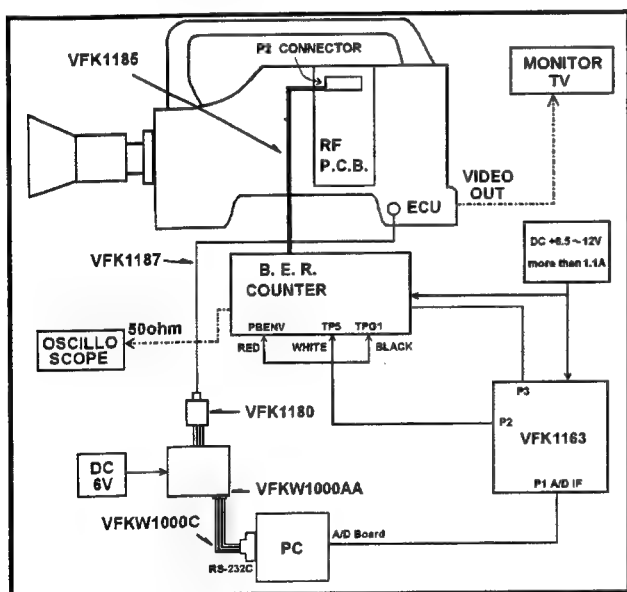 VFK1185
P2 CONNECTOR
MONITOR
TV
RF
P.C.B.
VIDEO
OUT
ECU
DC +6.5～12V
more than 1.1A
VFK1187
B. E. R.
COUNTER
50ohm
OSCILLO
SCOPE
PBENV TP5 TPG1
RED WHITE BLACK
P3
P2
VFK1163
VFK1180
DC
6V
P1 A/D IF
VFKW1000AA
VFKW1000C
PC
A/D Board
RS-232C